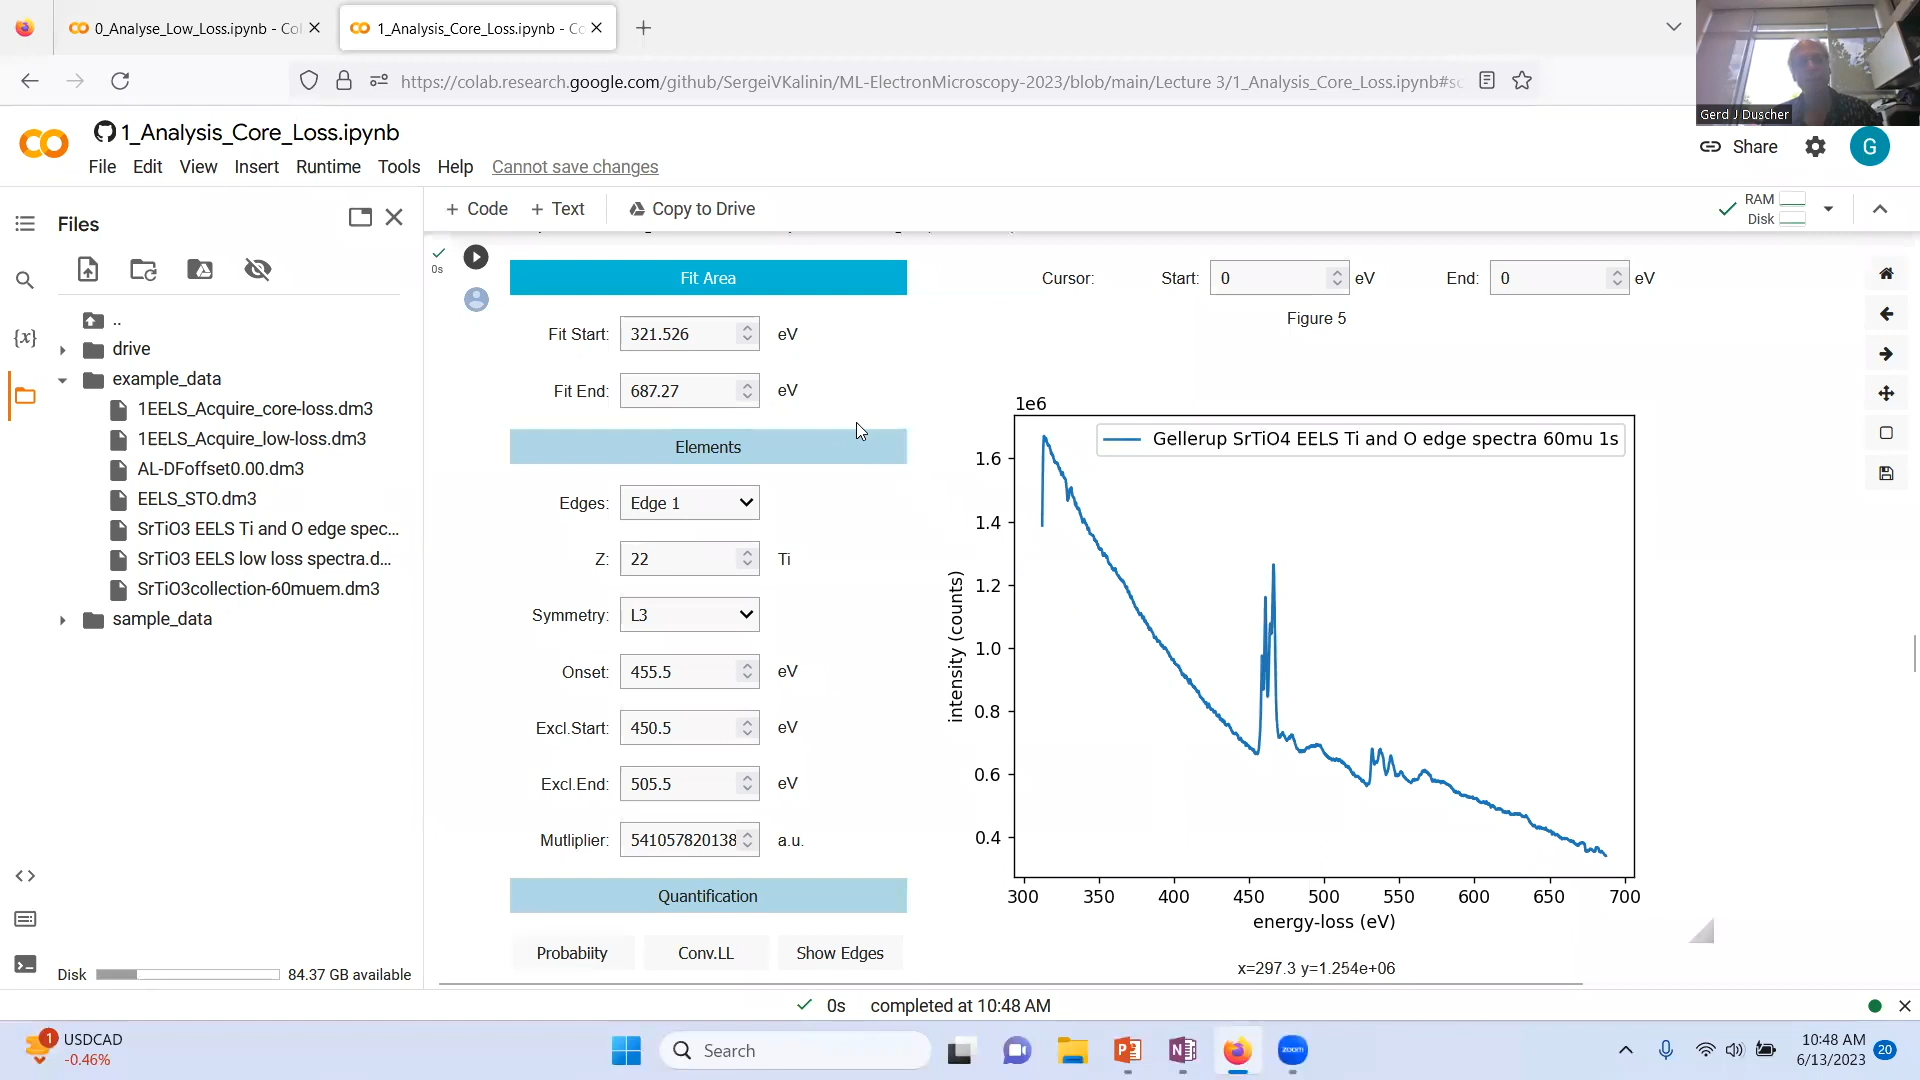 0_Analyse_Low_Loss.ipynb - Col
1_Analysis_Core_Loss.ipynb - Co
https://colab.research.google.com/github/SergeiVKalinin/ML-ElectronMicroscopy-2023/blob/main/Lecture 3/1_Analysis_Core_Loss.ipynb#sc
Gerd J Duscher
1_Analysis_Core_Loss.ipynb
File Edit View Insert Runtime Tools Help Cannot save changes
Share
G
Files
+ Code + Text Copy to Drive
RAM
Disk
0s
{x}
..
drive
example_data
1EELS_Acquire_core-loss.dm3
1EELS_Acquire_low-loss.dm3
AL-DFoffset0.00.dm3
EELS_STO.dm3
SrTiO3 EELS Ti and O edge spec...
SrTiO3 EELS low loss spectra.d...
SrTiO3collection-60muem.dm3
sample_data
Disk 84.37 GB available
Fit Area
Fit Start: 321.526 eV
Fit End: 687.27 eV
Elements
Edges: Edge 1
Z: 22 Ti
Symmetry: L3
Onset: 455.5 eV
Excl.Start: 450.5 eV
Excl.End: 505.5 eV
Mutliplier: 541057820138 a.u.
Quantification
Probabiity Conv.LL Show Edges
Cursor: Start: 0 eV End: 0 eV
Figure 5
1e6
Gellerup SrTiO4 EELS Ti and O edge spectra 60mu 1s
1.6
1.4
1.2
1.0
0.8
0.6
0.4
intensity (counts)
300 350 400 450 500 550 600 650 700
energy-loss (eV)
x=297.3 y=1.254e+06
0s completed at 10:48 AM
1
USDCAD
-0.46%
Search
zoom
10:48 AM
6/13/2023
20